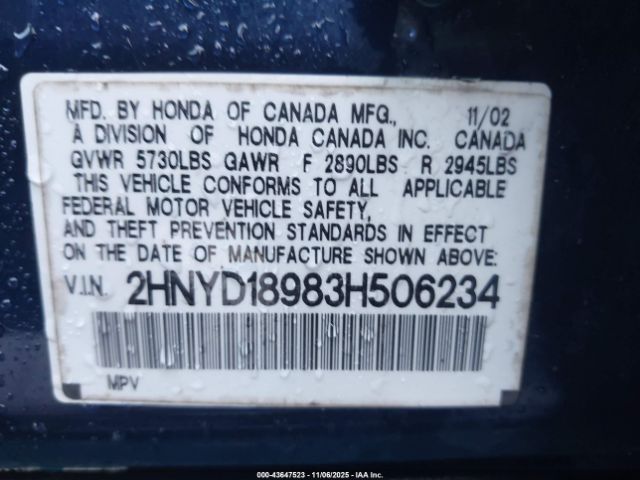 MFD. BY HONDA OF CANADA MFG., 11/02
A DIVISION OF HONDA CANADA INC. CANADA
GVWR 5730LBS GAWR F 2890LBS R 2945LBS
THIS VEHICLE CONFORMS TO ALL APPLICABLE
FEDERAL MOTOR VEHICLE SAFETY,
AND THEFT PREVENTION STANDARDS IN EFFECT
ON THE DATE OF MANUFACTURE SHOWN ABOVE:
V.I.N. 2HNYD18983H506234
MPV
000-43647523 - 11/06/2025 - IAA Inc.